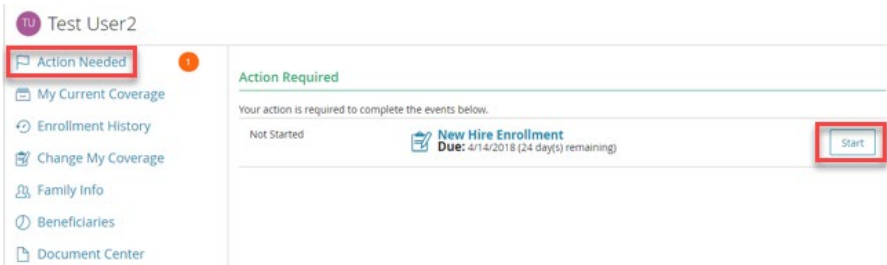 TU Test User2
Action Needed 1
My Current Coverage
Enrollment History
Change My Coverage
Family Info
Beneficiaries
Document Center
Action Required
Your action is required to complete the events below.
Not Started
New Hire Enrollment
Due: 4/14/2018 (24 day(s) remaining)
Start